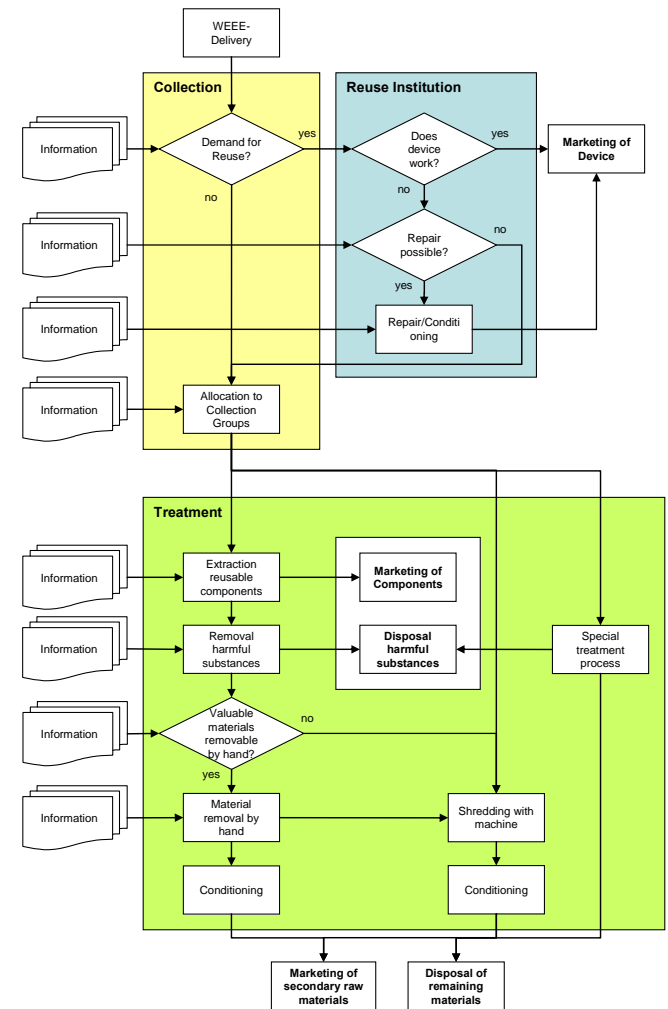 WEEE-
Delivery
Collection
Reuse Institution
Information
Demand for
Reuse?
yes
Does
device
work?
yes
Marketing of
Device
no
no
Information
Repair
possible?
no
yes
Information
Repair/Conditi
oning
Information
Allocation to
Collection
Groups
Treatment
Information
Extraction
reusable
components
Marketing of
Components
Information
Removal
harmful
substances
Disposal
harmful
substances
Special
treatment
process
Information
Valuable
materials
removable
by hand?
no
yes
Information
Material
removal by
hand
Shredding with
machine
Conditioning
Conditioning
Marketing of
secondary raw
materials
Disposal of
remaining
materials